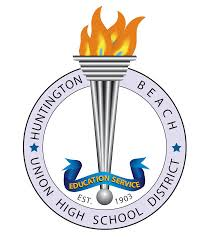 HUNTINGTON BEACH
UNION HIGH SCHOOL DISTRICT
EDUCATION SERVICE
EST. 1903